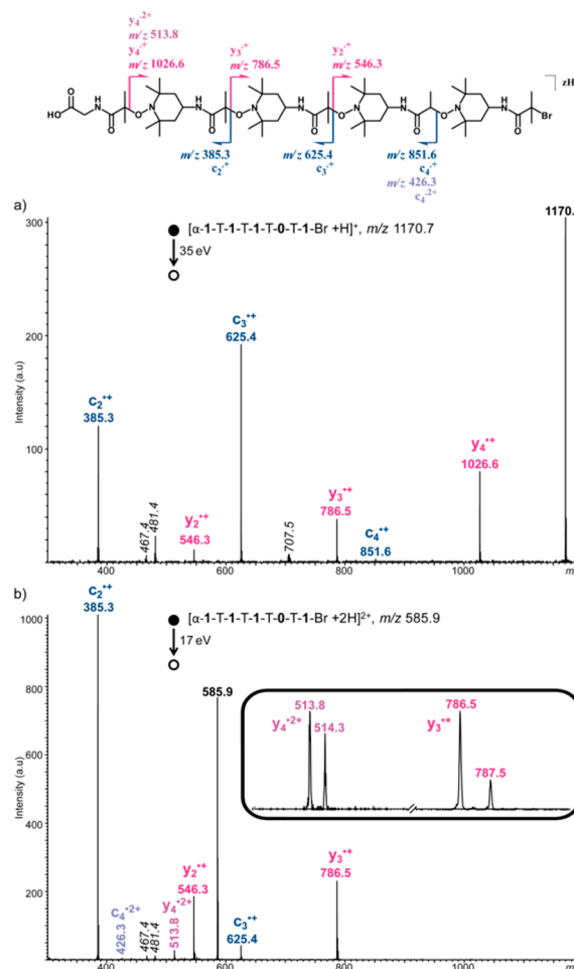 y₄·²⁺
m/z 513.8
y₄·⁺ y₃·⁺ y₂·⁺
m/z 1026.6 m/z 786.5 m/z 546.3
zH
HO O N H O O N N H O O N N H O O N N H O O N N H O Br
m/z 385.3 m/z 625.4 m/z 851.6
c₂·⁺ c₃·⁺ c₄·⁺
m/z 426.3
c₄·²⁺
a)
[α-1-T-1-T-1-T-0-T-1-Br +H]⁺, m/z 1170.7
35 eV
1170.
Intensity (a.u)
300
200
100
c₂•⁺
385.3
467.4
481.4
y₂•⁺
546.3
c₃•⁺
625.4
707.5
y₃•⁺
786.5
c₄•⁺
851.6
y₄•⁺
1026.6
400 600 800 1000 m
b)
[α-1-T-1-T-1-T-0-T-1-Br +2H]²⁺, m/z 585.9
17 eV
Intensity (a.u)
1000
800
600
400
200
c₂•⁺
385.3
c₄•²⁺
426.3
467.4
481.4
y₄•²⁺
513.8
y₂•⁺
546.3
585.9
c₃•⁺
625.4
y₃•⁺
786.5
513.8
y₄•²⁺
514.3
786.5
y₃•⁺
787.5
400 600 800 1000 m